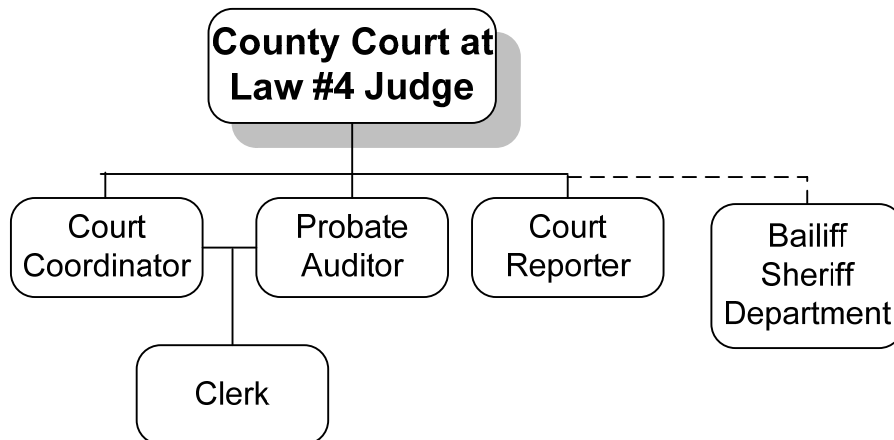 County Court at
Law #4 Judge
Court
Coordinator
Probate
Auditor
Court
Reporter
Bailiff
Sheriff
Department
Clerk